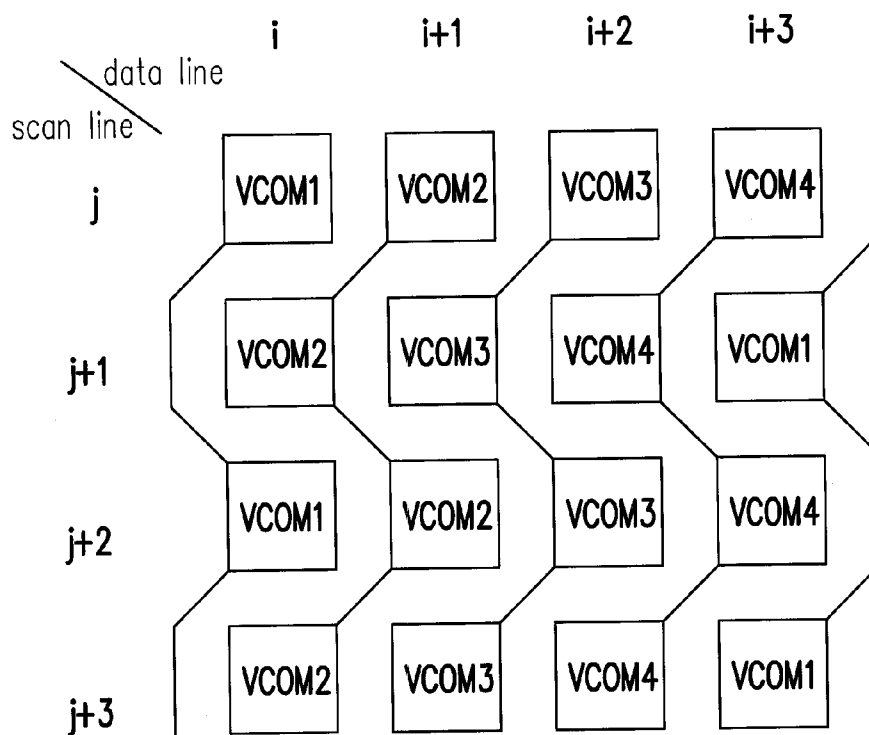 i i+1 i+2 i+3
data line
scan line
j VCOM1 VCOM2 VCOM3 VCOM4
j+1 VCOM2 VCOM3 VCOM4 VCOM1
j+2 VCOM1 VCOM2 VCOM3 VCOM4
j+3 VCOM2 VCOM3 VCOM4 VCOM1